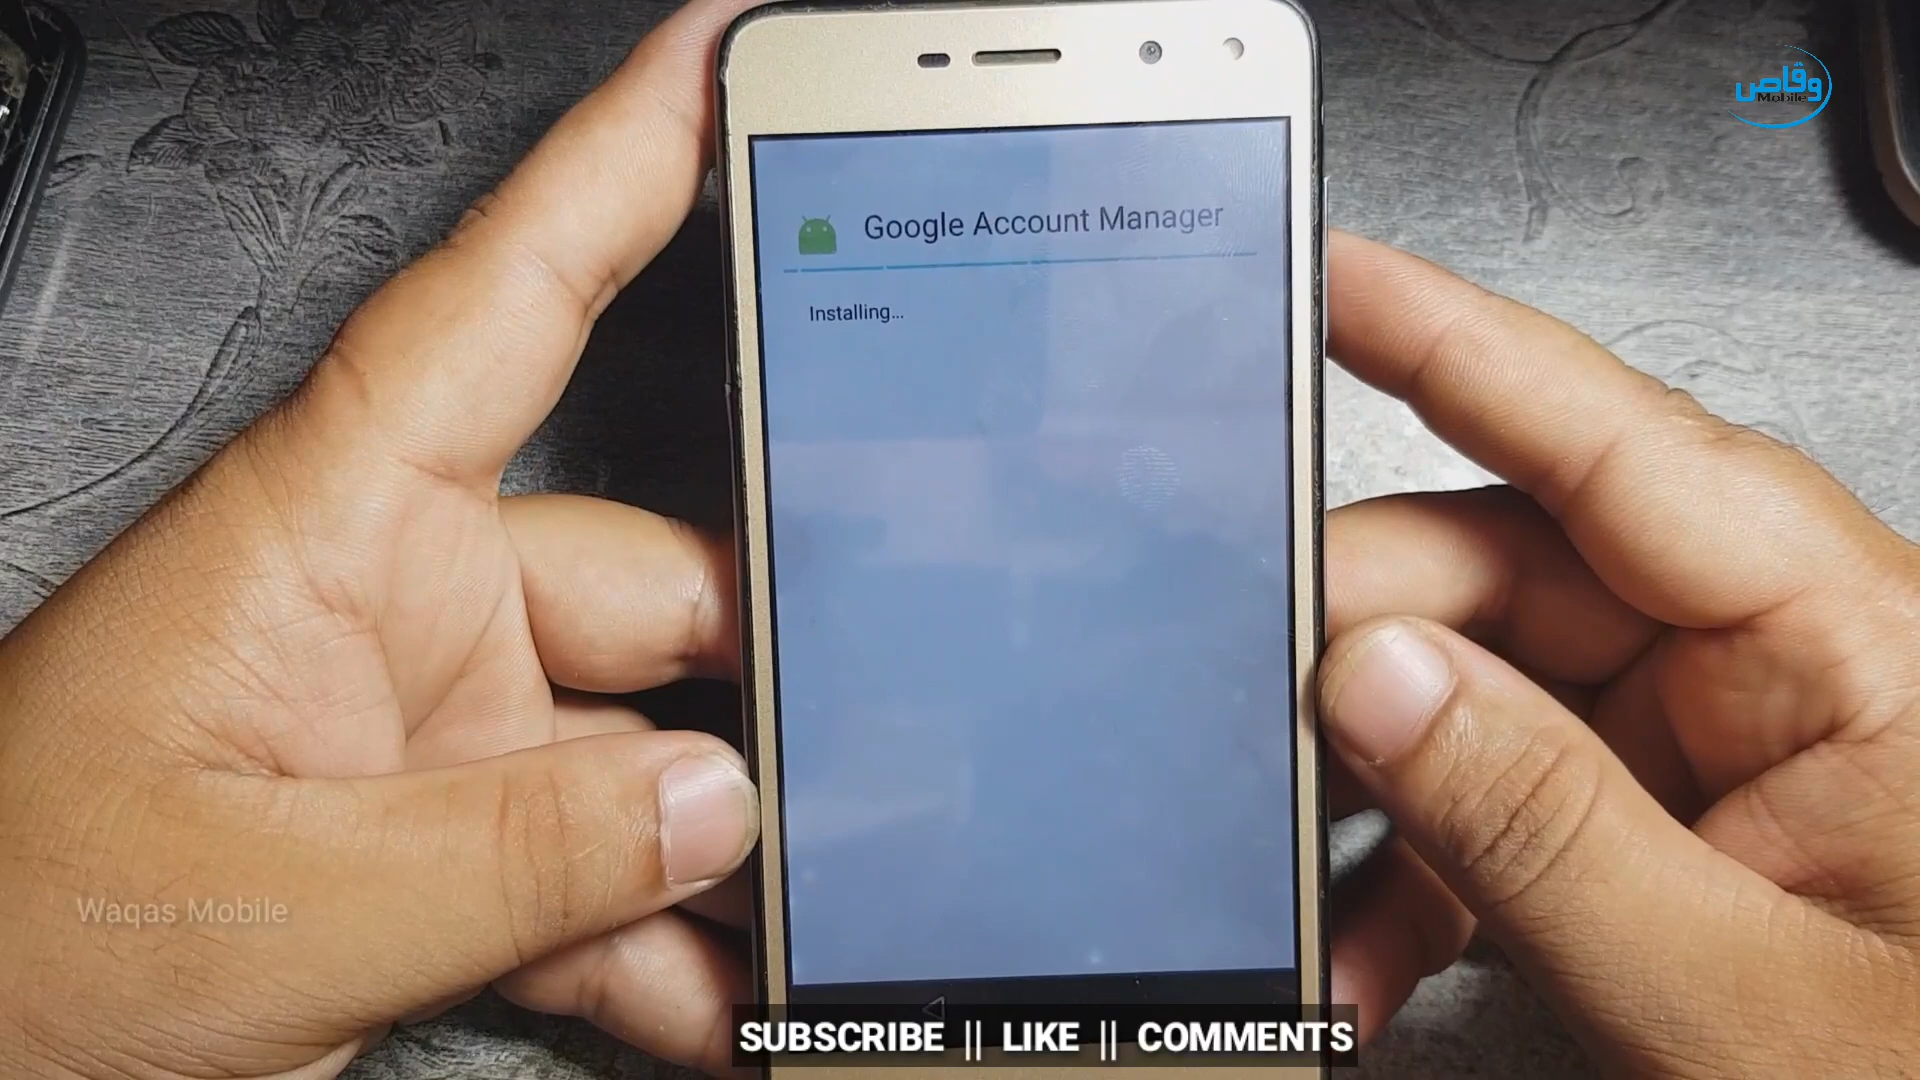 وقاص
Mobile
Google Account Manager
Installing...
Waqas Mobile
SUBSCRIBE || LIKE || COMMENTS